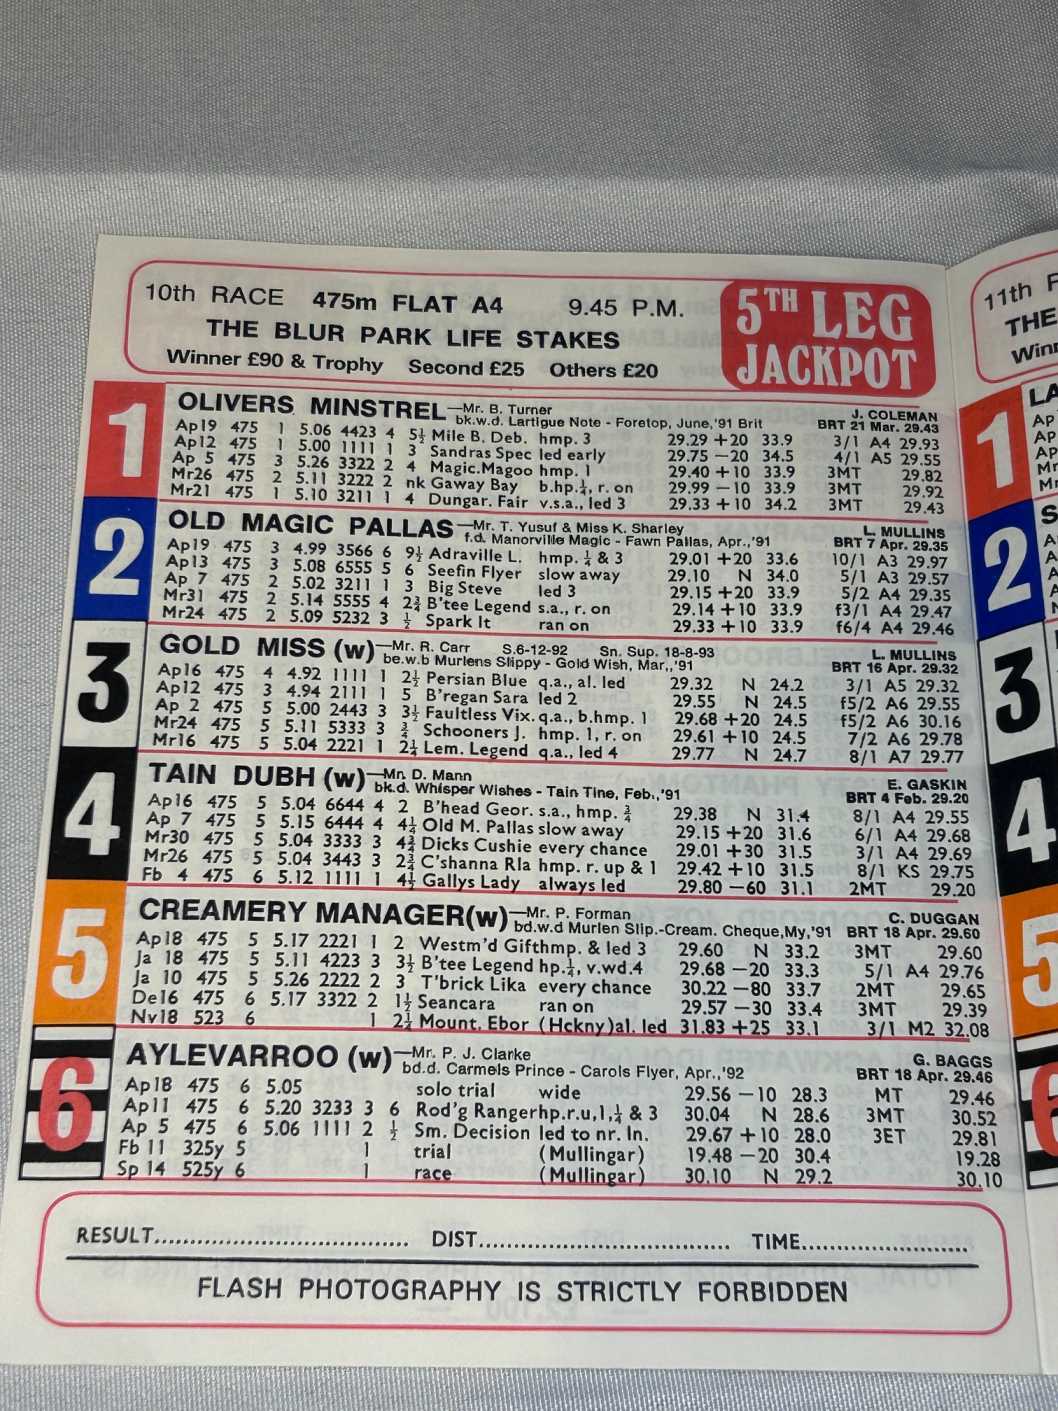 10th RACE 475m FLAT A4 9.45 P.M.
THE BLUR PARK LIFE STAKES
Winner £90 & Trophy Second £25 Others £20
5TH LEG
JACKPOT
1
OLIVERS MINSTREL—Mr. B. Turner J. COLEMAN
bk.w.d. Lartigue Note - Foretop, June,'91 Brit BRT 21 Mar. 29.43
Ap19 475 1 5.06 4423 4 5½ Mile B. Deb. hmp. 3 29.29 +20 33.9 3/1 A4 29.93
Ap12 475 1 5.00 1111 1 3 Sandras Spec led early 29.75 −20 34.5 4/1 A5 29.55
Ap 5 475 3 5.26 3322 2 4 Magic.Magoo hmp. 1 29.40 +10 33.9 3MT 29.82
Mr26 475 2 5.11 3222 2 nk Gaway Bay b.hp.¼, r. on 29.99 −10 33.9 3MT 29.92
Mr21 475 1 5.10 3211 1 4 Dungar. Fair v.s.a., led 3 29.33 +10 34.2 3MT 29.43
2
OLD MAGIC PALLAS—Mr. T. Yusuf & Miss K. Sharley L. MULLINS
f.d. Manorville Magic - Fawn Pallas, Apr.,'91 BRT 7 Apr. 29.35
Ap19 475 3 4.99 3566 6 9½ Adraville L. hmp. ¼ & 3 29.01 +20 33.6 10/1 A3 29.97
Ap13 475 3 5.08 6555 5 6 Seefin Flyer slow away 29.10 N 34.0 5/1 A3 29.57
Ap 7 475 2 5.02 3211 1 3 Big Steve led 3 29.15 +20 33.9 5/2 A4 29.35
Mr31 475 2 5.14 5555 4 2¾ B'tee Legend s.a., r. on 29.14 +10 33.9 f3/1 A4 29.47
Mr24 475 2 5.09 5232 3 ½ Spark It ran on 29.33 +10 33.9 f6/4 A4 29.46
3
GOLD MISS (w)—Mr. R. Carr S.6-12-92 Sn. Sup. 18-8-93 L. MULLINS
be.w.b Murlens Slippy - Gold Wish, Mar,,'91 BRT 16 Apr. 29.32
Ap16 475 4 4.92 1111 1 2½ Persian Blue q.a., al. led 29.32 N 24.2 3/1 A5 29.32
Ap12 475 3 4.94 2111 1 5 B'regan Sara led 2 29.55 N 24.5 f5/2 A6 29.55
Ap 2 475 5 5.00 2443 3 3½ Faultless Vix. q.a., b.hmp. 1 29.68 +20 24.5 f5/2 A6 30.16
Mr24 475 5 5.11 5333 3 ¾ Schooners J. hmp. 1, r. on 29.61 +10 24.5 7/2 A6 29.78
Mr16 475 5 5.04 2221 1 2¼ Lem. Legend q.a., led 4 29.77 N 24.7 8/1 A7 29.77
4
TAIN DUBH (w)—Mr. D. Mann E. GASKIN
bk.d. Whisper Wishes - Tain Tine, Feb.,'91 BRT 4 Feb. 29.20
Ap16 475 5 5.04 6644 4 2 B'head Geor. s.a., hmp. ¾ 29.38 N 31.4 8/1 A4 29.55
Ap 7 475 5 5.15 6444 4 4¼ Old M. Pallas slow away 29.15 +20 31.6 6/1 A4 29.68
Mr30 475 5 5.04 3333 3 4¾ Dicks Cushie every chance 29.01 +30 31.5 3/1 A4 29.69
Mr26 475 5 5.04 3443 3 2¾ C'shanna Rla hmp. r. up & 1 29.42 +10 31.5 8/1 KS 29.75
Fb 4 475 6 5.12 1111 1 4½ Gallys Lady always led 29.80 −60 31.1 2MT 29.20
5
CREAMERY MANAGER(w)—Mr. P. Forman C. DUGGAN
bd.w.d Murlen Slip.-Cream. Cheque,My,'91 BRT 18 Apr. 29.60
Ap18 475 5 5.17 2221 1 2 Westm'd Gifthmp. & led 3 29.60 N 33.2 3MT 29.60
Ja 18 475 5 5.11 4223 3 3½ B'tee Legend hp.¼, v.wd.4 29.68 −20 33.3 5/1 A4 29.76
Ja 10 475 5 5.26 2222 2 3 T'brick Lika every chance 30.22 −80 33.7 2MT 29.65
De16 475 6 5.17 3322 2 1½ Seancara ran on 29.57 −30 33.4 3MT 29.39
Nv18 523 6 1 2¼ Mount. Ebor (Hckny)al. led 31.83 +25 33.1 3/1 M2 32.08
6
AYLEVARROO (w)—Mr. P. J. Clarke G. BAGGS
bd.d. Carmels Prince - Carols Flyer, Apr.,'92 BRT 18 Apr. 29.46
Ap18 475 6 5.05 solo trial wide 29.56 −10 28.3 MT 29.46
Ap11 475 6 5.20 3233 3 6 Rod'g Rangerhp.r.u,1,¼ & 3 30.04 N 28.6 3MT 30.52
Ap 5 475 6 5.06 1111 2 ½ Sm. Decision led to nr. ln. 29.67 +10 28.0 3ET 29.81
Fb 11 325y 5 1 trial (Mullingar) 19.48 −20 30.4 19.28
Sp 14 525y 6 1 race (Mullingar) 30.10 N 29.2 30.10
RESULT.................................. DIST.................................. TIME......................
FLASH PHOTOGRAPHY IS STRICTLY FORBIDDEN
11th
THE
Winn
1
2
3
4
5